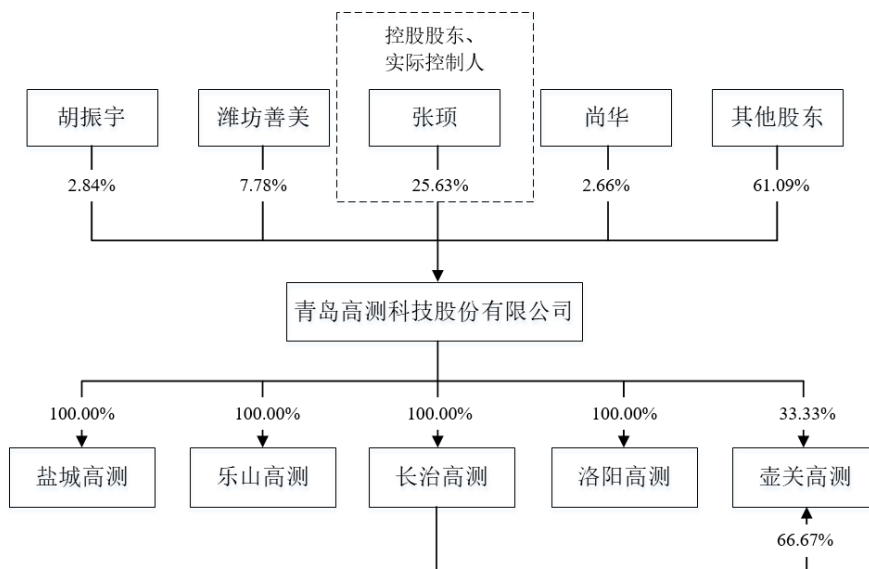 控股股东、
实际控制人
胡振宇
潍坊善美
张顼
尚华
其他股东
2.84%
7.78%
25.63%
2.66%
61.09%
青岛高测科技股份有限公司
100.00%
100.00%
100.00%
100.00%
33.33%
盐城高测
乐山高测
长治高测
洛阳高测
壶关高测
66.67%